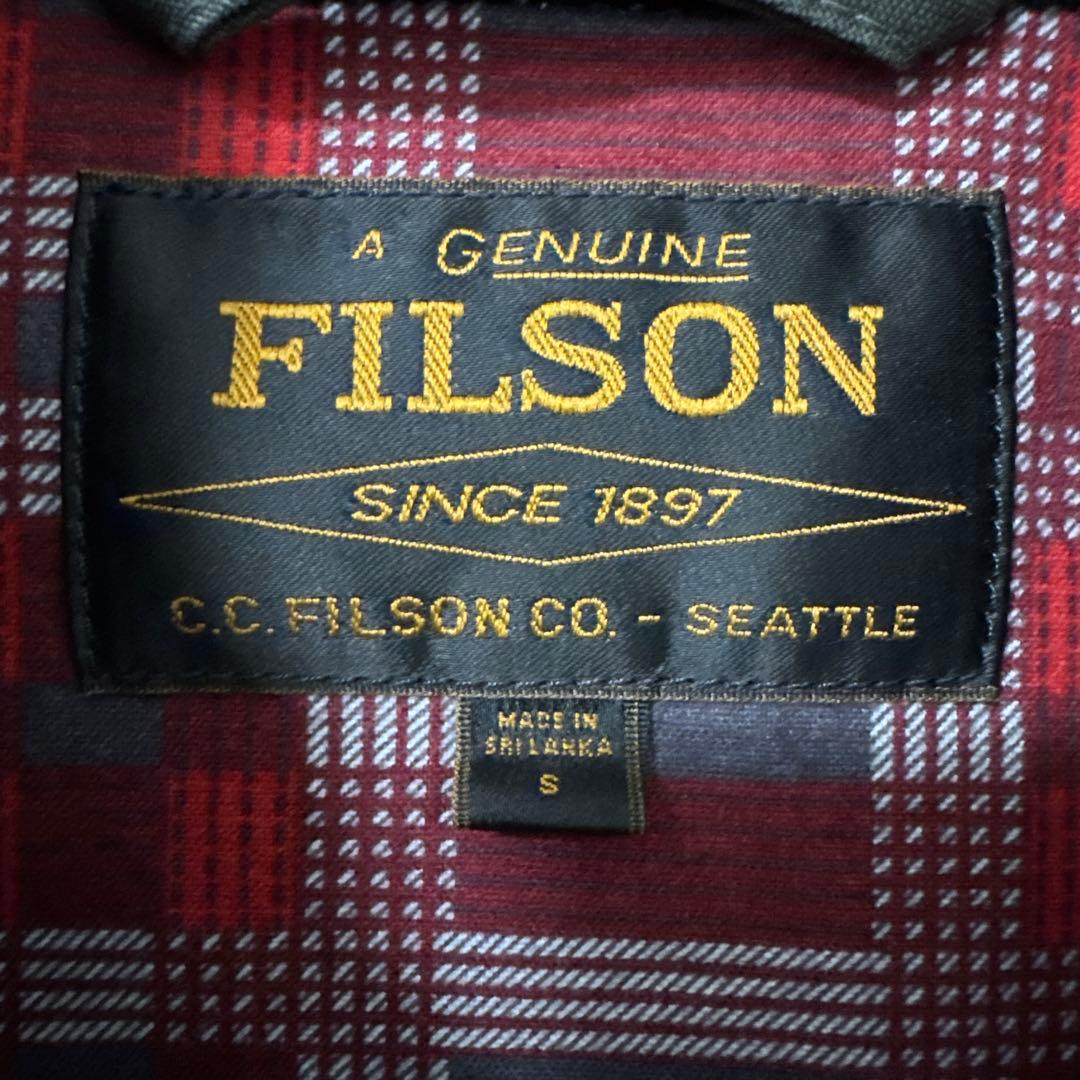 A GENUINE
FILSON
SINCE 1897
C.C. FILSON CO. - SEATTLE
MADE IN
SRI LANKA
S